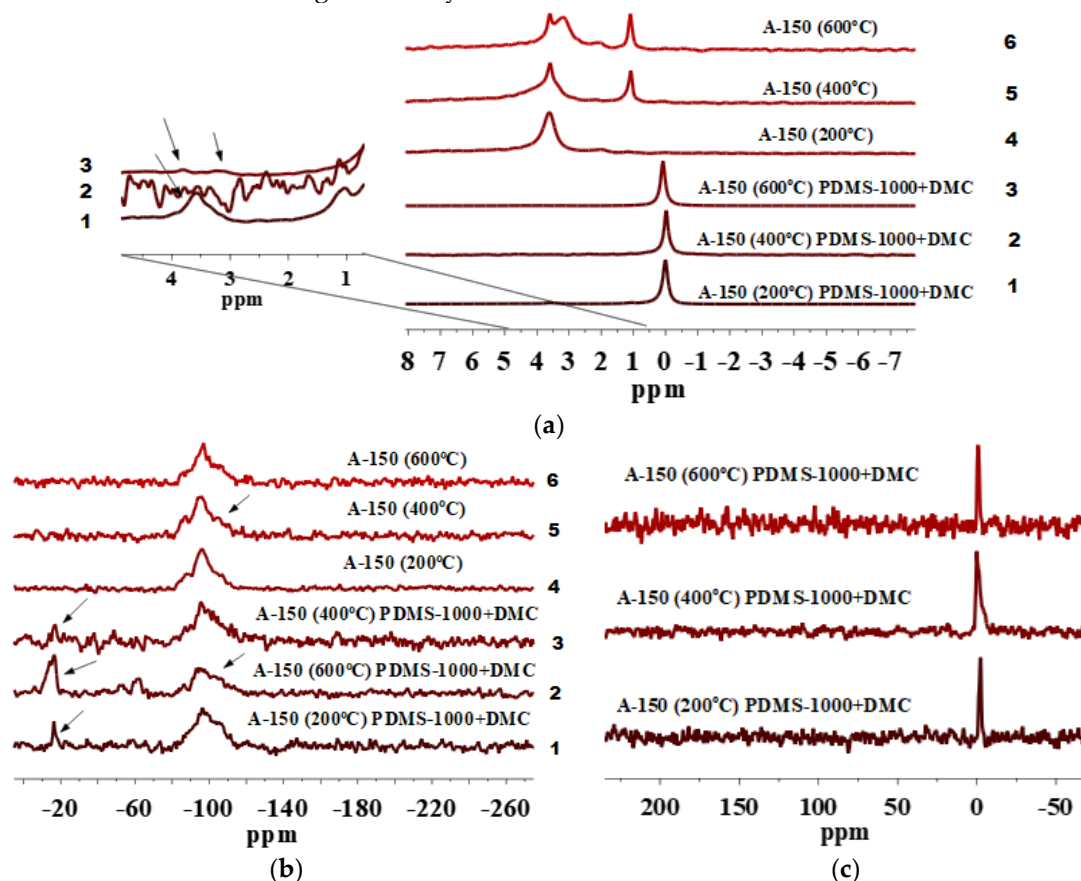 A-150 (600°C)
6
A-150 (400°C)
5
A-150 (200°C)
4
3
2
1
4 3 2 1
ppm
A-150 (600°C) PDMS-1000+DMC
3
A-150 (400°C) PDMS-1000+DMC
2
A-150 (200°C) PDMS-1000+DMC
1
8 7 6 5 4 3 2 1 0 -1 -2 -3 -4 -5 -6 -7
ppm
(a)
A-150 (600°C)
6
A-150 (400°C)
5
A-150 (200°C)
4
A-150 (400°C) PDMS-1000+DMC
3
A-150 (600°C) PDMS-1000+DMC
2
A-150 (200°C) PDMS-1000+DMC
1
-20 -60 -100 -140 -180 -220 -260
ppm
(b)
A-150 (600°C) PDMS-1000+DMC
A-150 (400°C) PDMS-1000+DMC
A-150 (200°C) PDMS-1000+DMC
200 150 100 50 0 -50
ppm
(c)